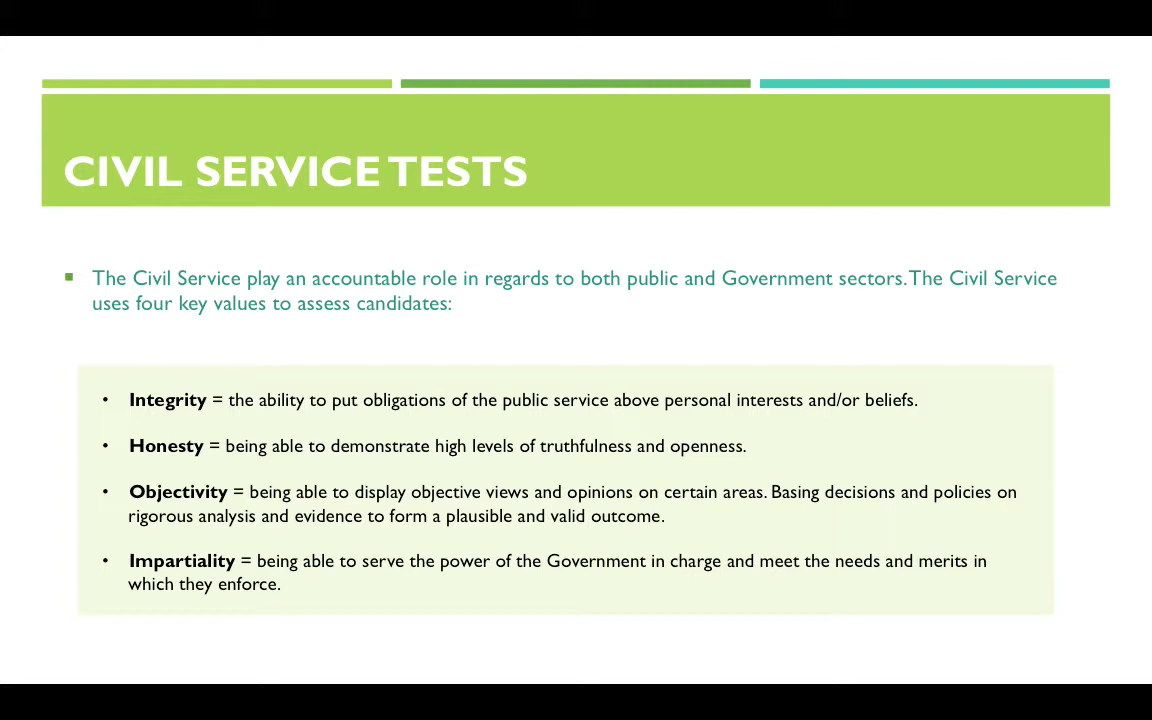 CIVIL SERVICE TESTS
▪ The Civil Service play an accountable role in regards to both public and Government sectors. The Civil Service
uses four key values to assess candidates:
• Integrity = the ability to put obligations of the public service above personal interests and/or beliefs.
• Honesty = being able to demonstrate high levels of truthfulness and openness.
• Objectivity = being able to display objective views and opinions on certain areas. Basing decisions and policies on
rigorous analysis and evidence to form a plausible and valid outcome.
• Impartiality = being able to serve the power of the Government in charge and meet the needs and merits in
which they enforce.